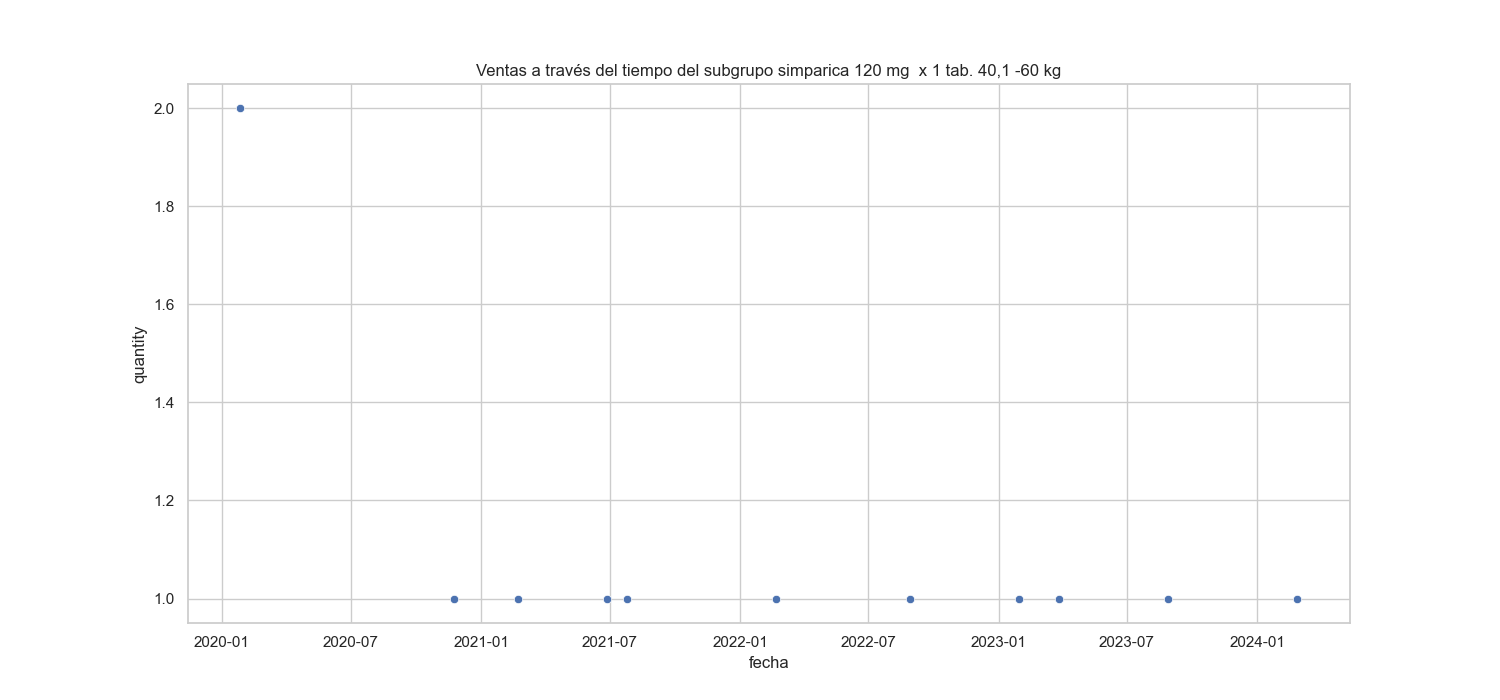 Ventas a través del tiempo del subgrupo simparica 120 mg  x 1 tab. 40,1 -60 kg
2.0
1.8
1.6
1.4
1.2
1.0
quantity
2020-01 2020-07 2021-01 2021-07 2022-01 2022-07 2023-01 2023-07 2024-01
fecha